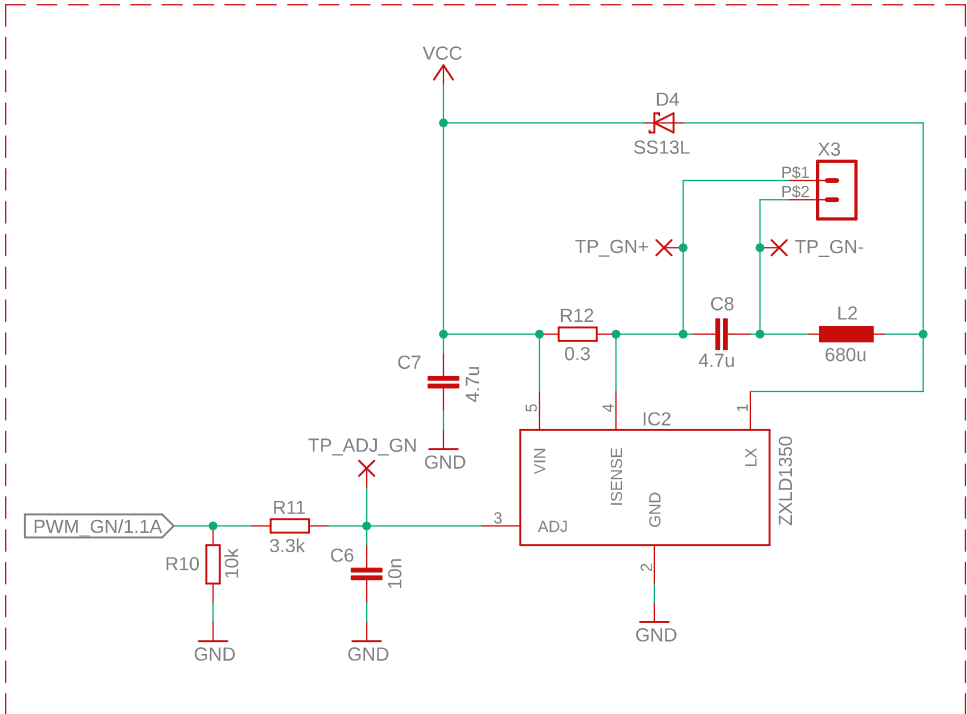 VCC
D4
SS13L
X3
P$1
P$2
TP_GN+
TP_GN-
C8
4.7u
R12
0.3
L2
680u
C7
4.7u
GND
5
4
1
IC2
VIN
ISENSE
LX
GND
ADJ
ZXLD1350
TP_ADJ_GN
3
PWM_GN/1.1A
R11
3.3k
R10
10k
C6
10n
2
GND
GND
GND